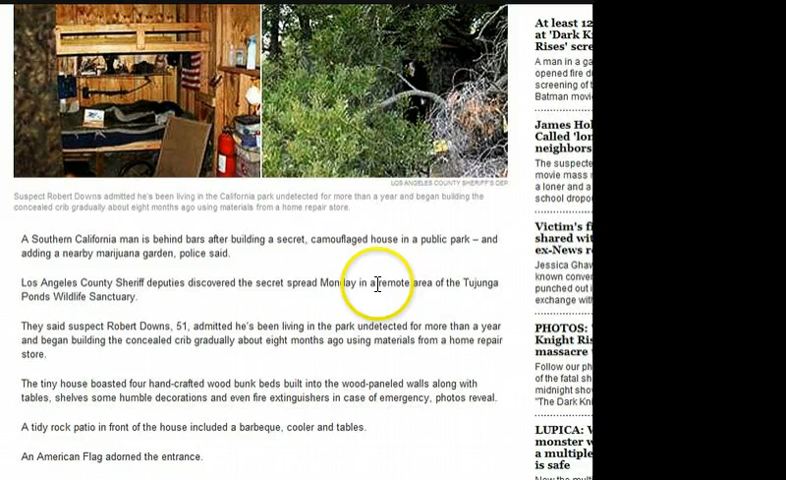 LOS ANGELES COUNTY SHERIFF'S DEP
Suspect Robert Downs admitted he's been living in the California park undetected for more than a year and began building the
concealed crib gradually about eight months ago using materials from a home repair store.
A Southern California man is behind bars after building a secret, camouflaged house in a public park – and
adding a nearby marijuana garden, police said.
Los Angeles County Sheriff deputies discovered the secret spread Monday in a remote area of the Tujunga
Ponds Wildlife Sanctuary.
They said suspect Robert Downs, 51, admitted he's been living in the park undetected for more than a year
and began building the concealed crib gradually about eight months ago using materials from a home repair
store.
The tiny house boasted four hand-crafted wood bunk beds built into the wood-paneled walls along with
tables, shelves some humble decorations and even fire extinguishers in case of emergency, photos reveal.
A tidy rock patio in front of the house included a barbeque, cooler and tables.
An American Flag adorned the entrance.
At least 12
at 'Dark K
Rises' scre
A man in a ga
opened fire d
screening of t
Batman movi
James Hol
Called 'lon
neighbors
The suspecte
movie mass
a loner and a
school dropo
Victim's fi
shared wit
ex-News r
Jessica Ghaw
known conver
punched out i
exchange with
PHOTOS:
Knight Ris
massacre
Follow our ph
of the fatal sh
midnight sho
"The Dark Kni
LUPICA: W
monster w
a multiple
is safe